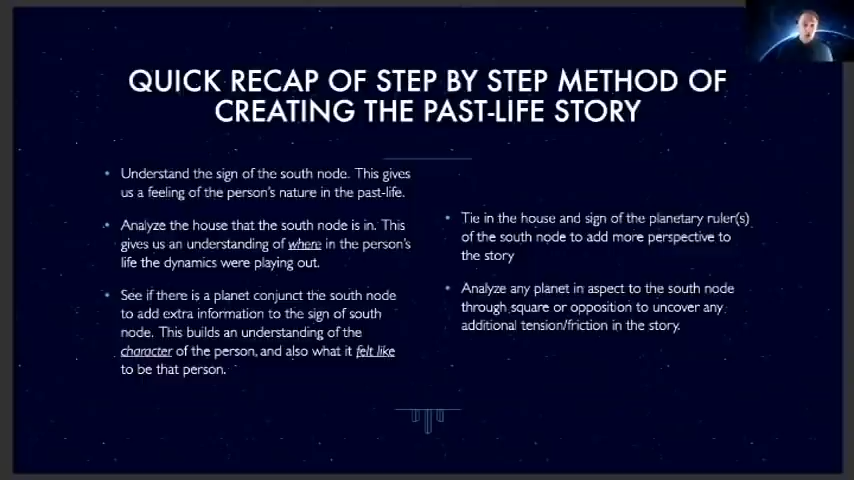 QUICK RECAP OF STEP BY STEP METHOD OF
CREATING THE PAST-LIFE STORY
• Understand the sign of the south node. This gives
us a feeling of the person's nature in the past-life.
• Analyze the house that the south node is in. This
gives us an understanding of where in the person's
life the dynamics were playing out.
• See if there is a planet conjunct the south node
to add extra information to the sign of south
node. This builds an understanding of the
character of the person, and also what it felt like
to be that person.
• Tie in the house and sign of the planetary ruler(s)
of the south node to add more perspective to
the story
• Analyze any planet in aspect to the south node
through square or opposition to uncover any
additional tension/friction in the story.